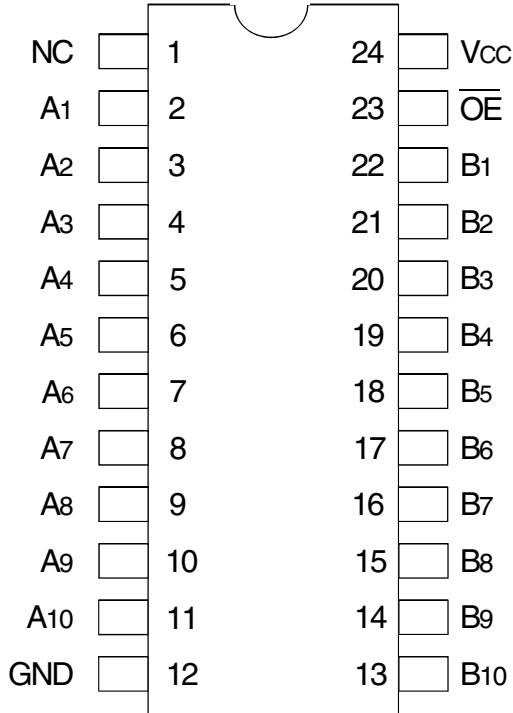 NC 1 24 VCC
A1 2 23 O̅E̅
A2 3 22 B1
A3 4 21 B2
A4 5 20 B3
A5 6 19 B4
A6 7 18 B5
A7 8 17 B6
A8 9 16 B7
A9 10 15 B8
A10 11 14 B9
GND 12 13 B10